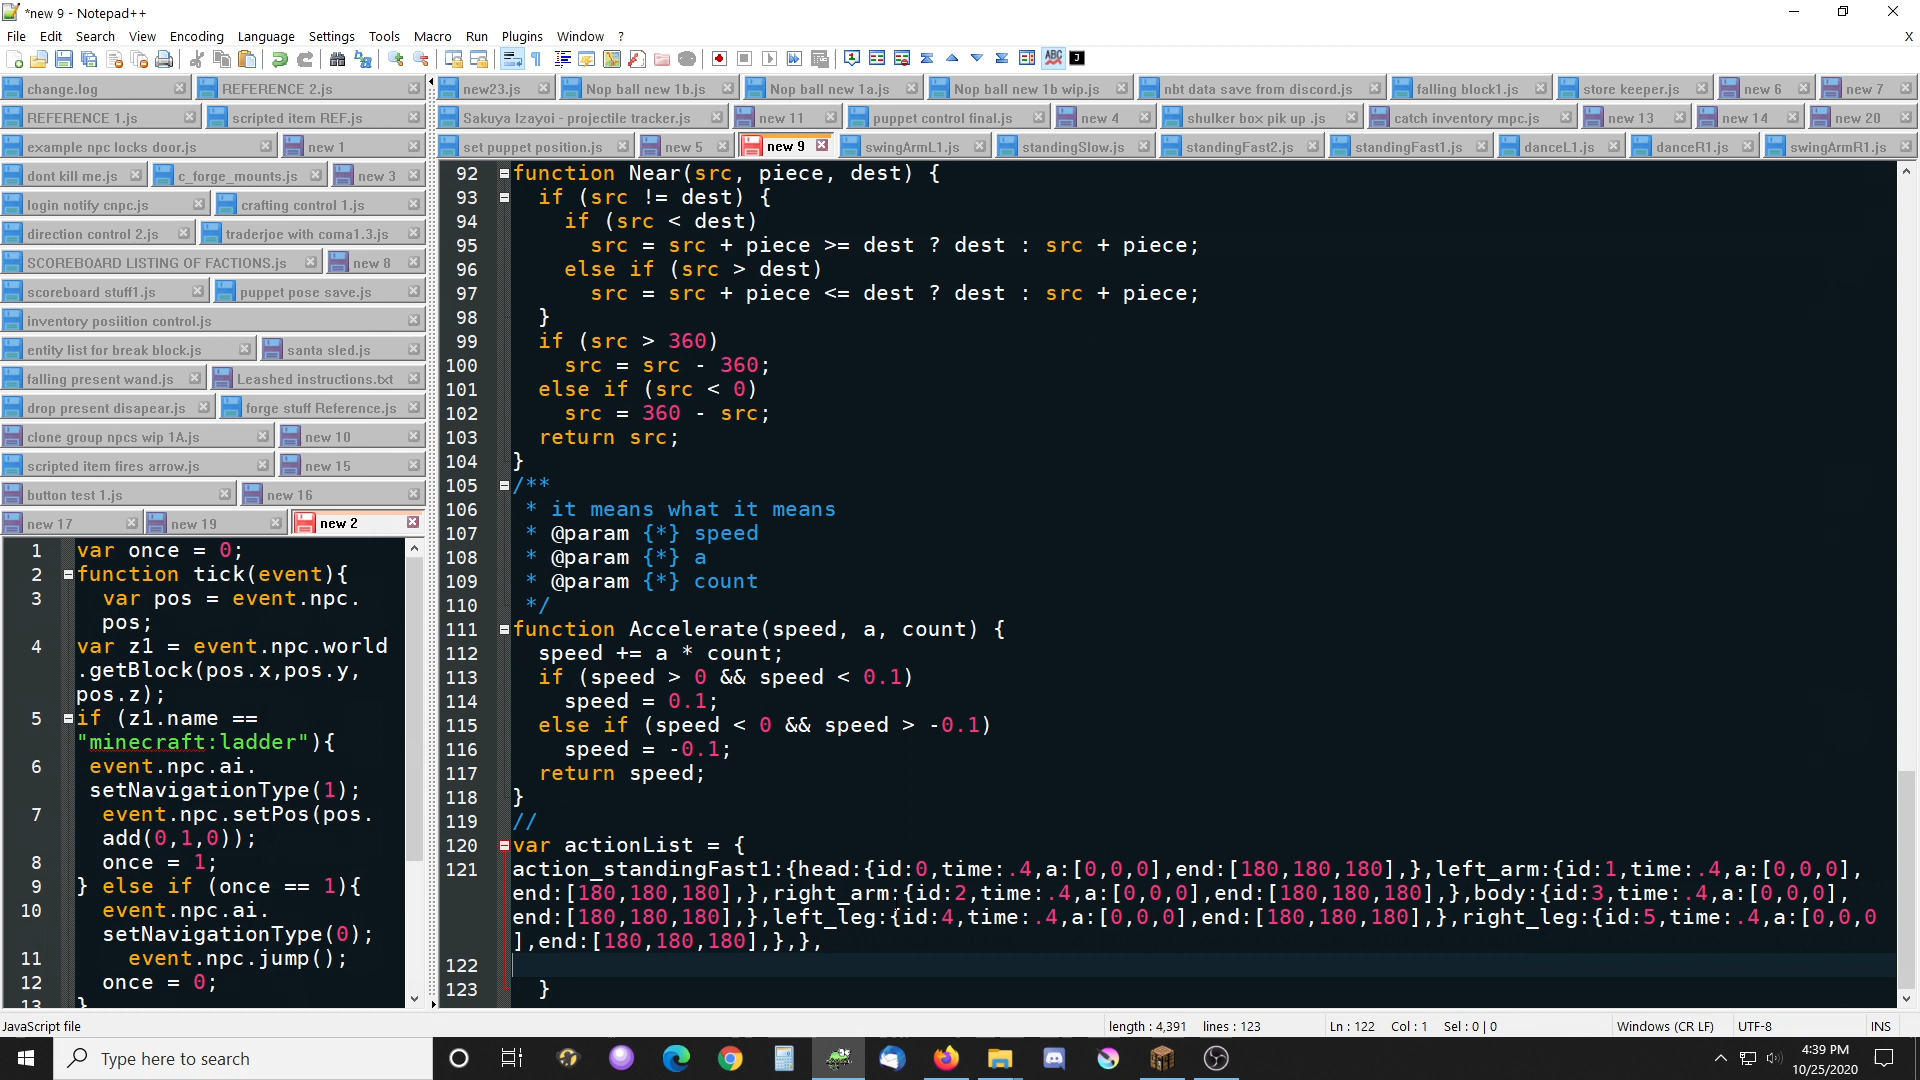 *new 9 - Notepad++
File Edit Search View Encoding Language Settings Tools Macro Run Plugins Window ? X
change.log REFERENCE 2.js
REFERENCE 1.js scripted item REF.js
example npc locks door.js new 1
dont kill me.js c_forge_mounts.js new 3
login notify cnpc.js crafting control 1.js
direction control 2.js traderjoe with coma1.3.js
SCOREBOARD LISTING OF FACTIONS.js new 8
scoreboard stuff1.js puppet pose save.js
inventory posiition control.js
entity list for break block.js santa sled.js
falling present wand.js Leashed instructions.txt
drop present disapear.js forge stuff Reference.js
clone group npcs wip 1A.js new 10
scripted item fires arrow.js new 15
button test 1.js new 16
new 17 new 19 new 2
1 var once = 0;
2 function tick(event){
3 var pos = event.npc.
pos;
4 var z1 = event.npc.world
.getBlock(pos.x,pos.y,
pos.z);
5 if (z1.name ==
"minecraft:ladder"){
6 event.npc.ai.
setNavigationType(1);
7 event.npc.setPos(pos.
add(0,1,0));
8 once = 1;
9 } else if (once == 1){
10 event.npc.ai.
setNavigationType(0);
11 event.npc.jump();
12 once = 0;
13 }
new23.js Nop ball new 1b.js Nop ball new 1a.js Nop ball new 1b wip.js nbt data save from discord.js falling block1.js store keeper.js new 6 new 7
Sakuya Izayoi - projectile tracker.js new 11 puppet control final.js new 4 shulker box pik up .js catch inventory mpc.js new 13 new 14 new 20
set puppet position.js new 5 new 9 swingArmL1.js standingSlow.js standingFast2.js standingFast1.js danceL1.js danceR1.js swingArmR1.js
92 function Near(src, piece, dest) {
93 if (src != dest) {
94 if (src < dest)
95 src = src + piece >= dest ? dest : src + piece;
96 else if (src > dest)
97 src = src + piece <= dest ? dest : src + piece;
98 }
99 if (src > 360)
100 src = src - 360;
101 else if (src < 0)
102 src = 360 - src;
103 return src;
104 }
105 /**
106 * it means what it means
107 * @param {*} speed
108 * @param {*} a
109 * @param {*} count
110 */
111 function Accelerate(speed, a, count) {
112 speed += a * count;
113 if (speed > 0 && speed < 0.1)
114 speed = 0.1;
115 else if (speed < 0 && speed > -0.1)
116 speed = -0.1;
117 return speed;
118 }
119 //
120 var actionList = {
121 action_standingFast1:{head:{id:0,time:.4,a:[0,0,0],end:[180,180,180],},left_arm:{id:1,time:.4,a:[0,0,0],
end:[180,180,180],},right_arm:{id:2,time:.4,a:[0,0,0],end:[180,180,180],},body:{id:3,time:.4,a:[0,0,0],
end:[180,180,180],},left_leg:{id:4,time:.4,a:[0,0,0],end:[180,180,180],},right_leg:{id:5,time:.4,a:[0,0,0
],end:[180,180,180],},},
122
123 }
JavaScript file length : 4,391 lines : 123 Ln : 122 Col : 1 Sel : 0 | 0 Windows (CR LF) UTF-8 INS
Type here to search
4:39 PM
10/25/2020